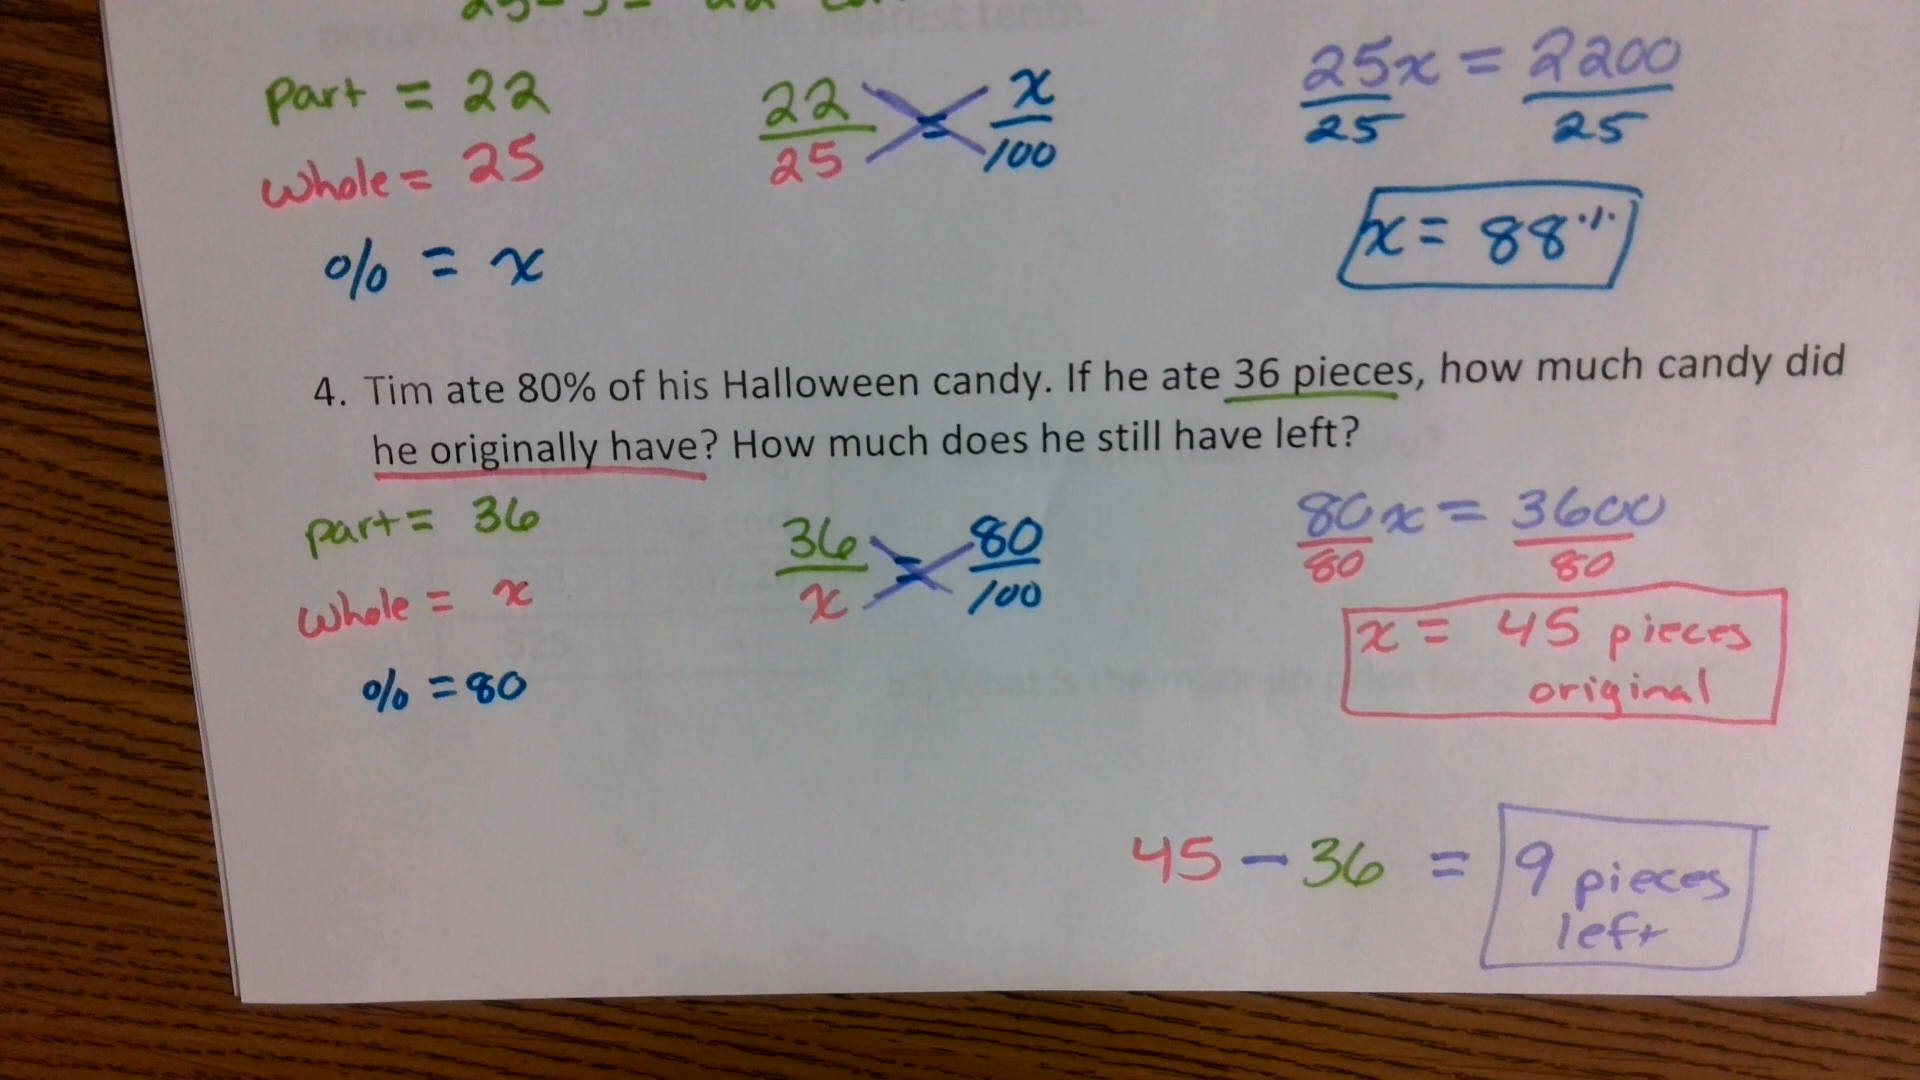 25-3= 22
part = 22
whole = 25
% = x
22/25 = x/100
25x/25 = 2200/25
x = 88%
4. Tim ate 80% of his Halloween candy. If he ate 36 pieces, how much candy did
he originally have? How much does he still have left?
part = 36
whole = x
% = 80
36/x = 80/100
80x/80 = 3600/80
x = 45 pieces
original
45 - 36 = 9 pieces
left